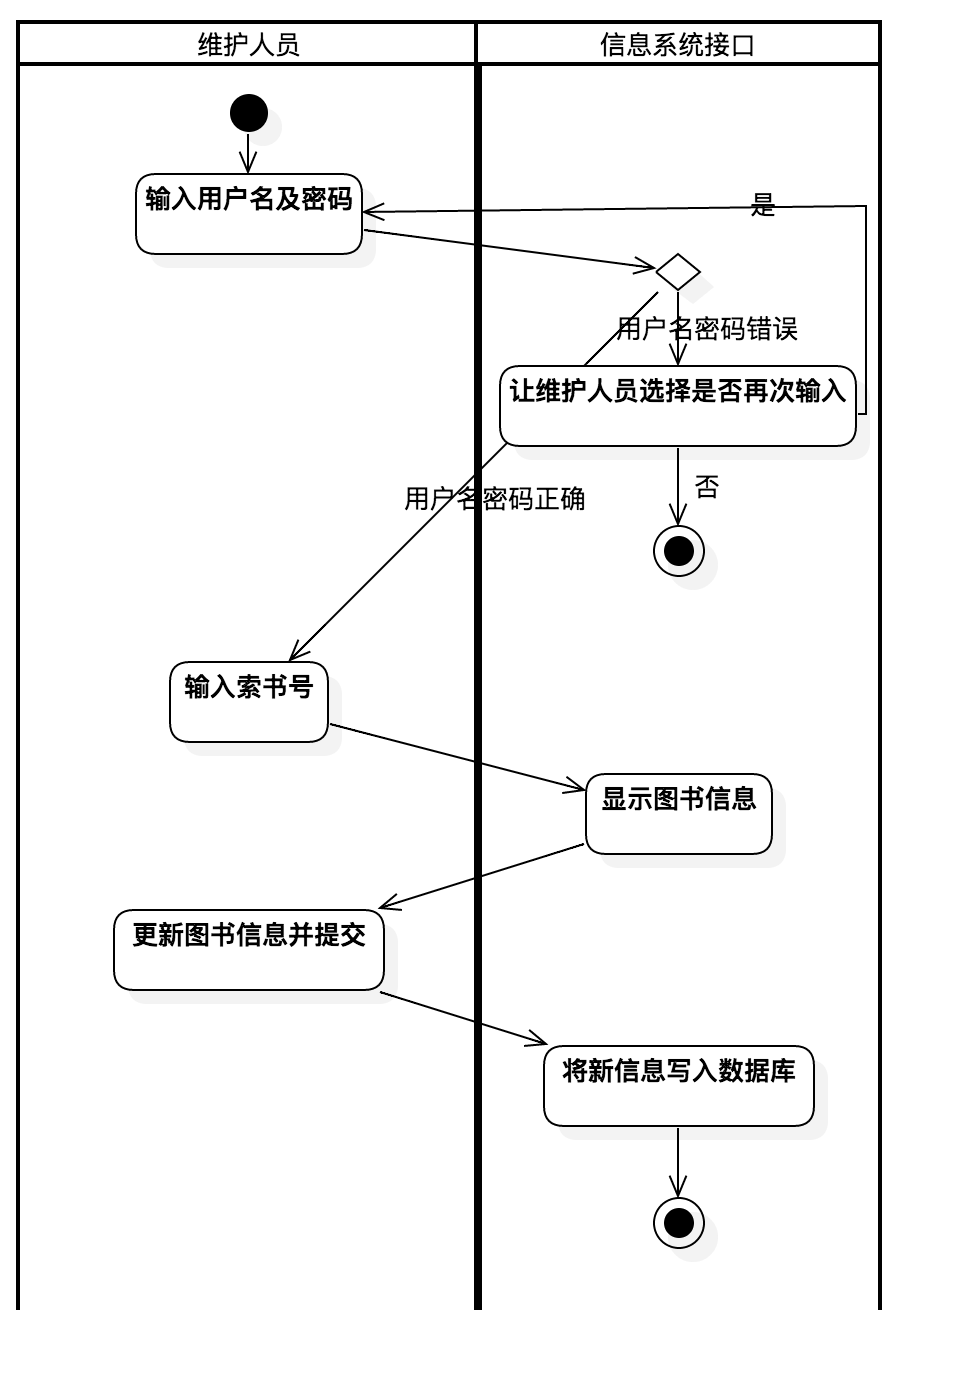 维护人员
信息系统接口
输入用户名及密码
是
用户名密码错误
让维护人员选择是否再次输入
用户名密码正确
否
输入索书号
显示图书信息
更新图书信息并提交
将新信息写入数据库